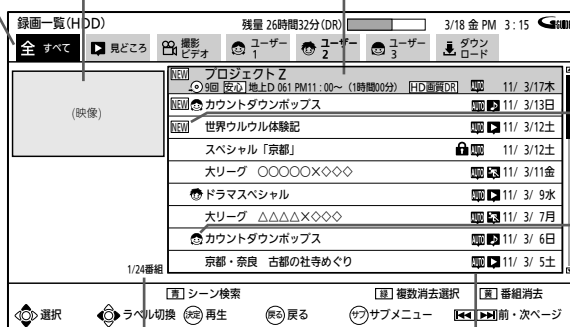 録画一覧(HDD) 残量 26時間32分(DR) 3/18 金 PM 3:15
全 すべて 見どころ 撮影ビデオ ユーザー1 ユーザー2 ユーザー3 ダウンロード
(映像)
NEW プロジェクトZ
9回 安心 地上D 061 PM11:00~ (1時間00分) HD画質DR 11/ 3/17木
NEW カウントダウンポップス 11/ 3/13日
NEW 世界ウルウル体験記 11/ 3/12土
スペシャル「京都」 11/ 3/12土
大リーグ ○○○○○×◇◇◇ 11/ 3/11金
ドラマスペシャル 11/ 3/ 9水
大リーグ △△△△×◇◇◇ 11/ 3/ 7月
カウントダウンポップス 11/ 3/ 6日
京都・奈良 古都の社寺めぐり 11/ 3/ 5土
1/24番組
青 シーン検索 緑 複数消去選択 黄 番組消去
選択 ラベル切換 決定 再生 戻る 戻る サブ サブメニュー 前・次ページ